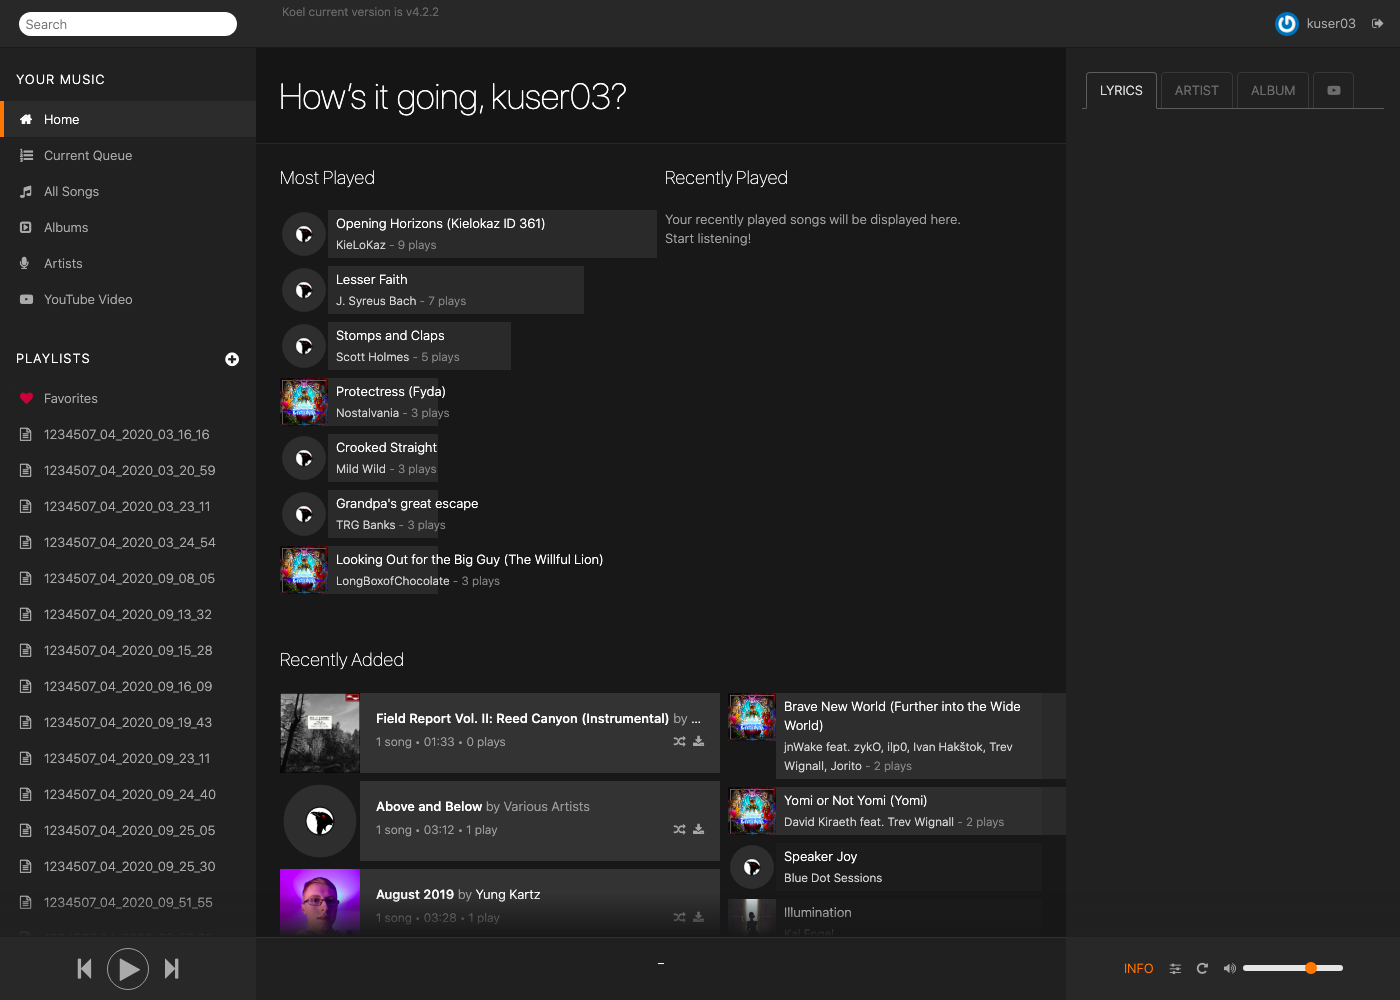 Search
Koel current version is v4.2.2
kuser03
YOUR MUSIC
Home
Current Queue
All Songs
Albums
Artists
YouTube Video
PLAYLISTS
Favorites
1234507_04_2020_03_16_16
1234507_04_2020_03_20_59
1234507_04_2020_03_23_11
1234507_04_2020_03_24_54
1234507_04_2020_09_08_05
1234507_04_2020_09_13_32
1234507_04_2020_09_15_28
1234507_04_2020_09_16_09
1234507_04_2020_09_19_43
1234507_04_2020_09_23_11
1234507_04_2020_09_24_40
1234507_04_2020_09_25_05
1234507_04_2020_09_25_30
1234507_04_2020_09_51_55
How’s it going, kuser03?
Most Played
Opening Horizons (Kielokaz ID 361)
KieLoKaz - 9 plays
Lesser Faith
J. Syreus Bach - 7 plays
Stomps and Claps
Scott Holmes - 5 plays
Protectress (Fyda)
Nostalvania - 3 plays
Crooked Straight
Mild Wild - 3 plays
Grandpa's great escape
TRG Banks - 3 plays
Looking Out for the Big Guy (The Willful Lion)
LongBoxofChocolate - 3 plays
Recently Played
Your recently played songs will be displayed here.
Start listening!
Recently Added
Field Report Vol. II: Reed Canyon (Instrumental) by ...
1 song • 01:33 • 0 plays
Above and Below by Various Artists
1 song • 03:12 • 1 play
August 2019 by Yung Kartz
1 song • 03:28 • 1 play
Brave New World (Further into the Wide
World)
jnWake feat. zykO, ilp0, Ivan Hakštok, Trev
Wignall, Jorito - 2 plays
Yomi or Not Yomi (Yomi)
David Kiraeth feat. Trev Wignall - 2 plays
Speaker Joy
Blue Dot Sessions
Illumination
Kai Engel
LYRICS
ARTIST
ALBUM
–
INFO